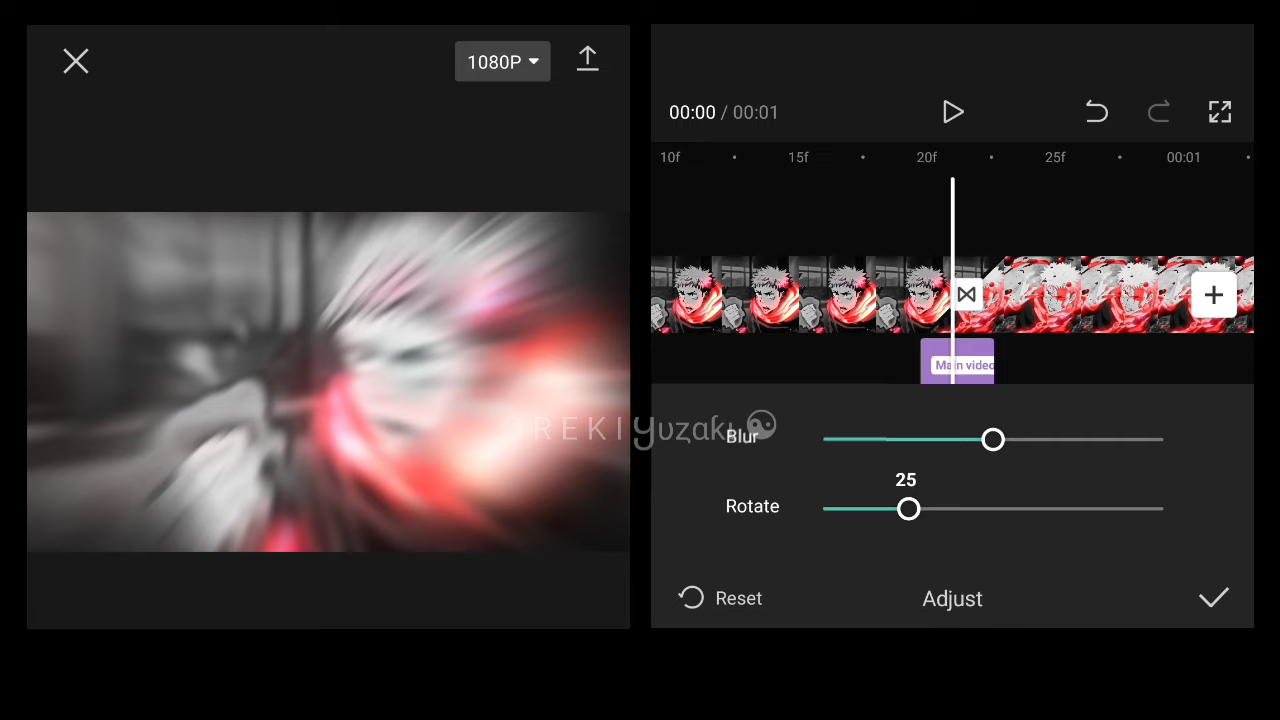 1080P
00:00 / 00:01
10f 15f 20f 25f 00:01
Main video
© REKI Yuzaku
Blur
25
Rotate
Reset
Adjust